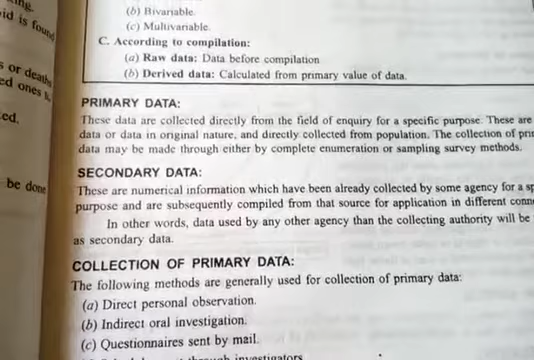 (b) Bivariable.
(c) Multivariable.
C. According to compilation:
(a) Raw data: Data before compilation
(b) Derived data: Calculated from primary value of data.
PRIMARY DATA:
These data are collected directly from the field of enquiry for a specific purpose. These are
data or data in original nature, and directly collected from population. The collection of
data may be made through either by complete enumeration or sampling survey methods.
SECONDARY DATA:
These are numerical information which have been already collected by some agency for a
purpose and are subsequently compiled from that source for application in different
In other words, data used by any other agency than the collecting authority will be
as secondary data.
COLLECTION OF PRIMARY DATA:
The following methods are generally used for collection of primary data:
(a) Direct personal observation.
(b) Indirect oral investigation.
(c) Questionnaires sent by mail.
through investigators
id is found
s or deaths
ed ones
ed.
be done